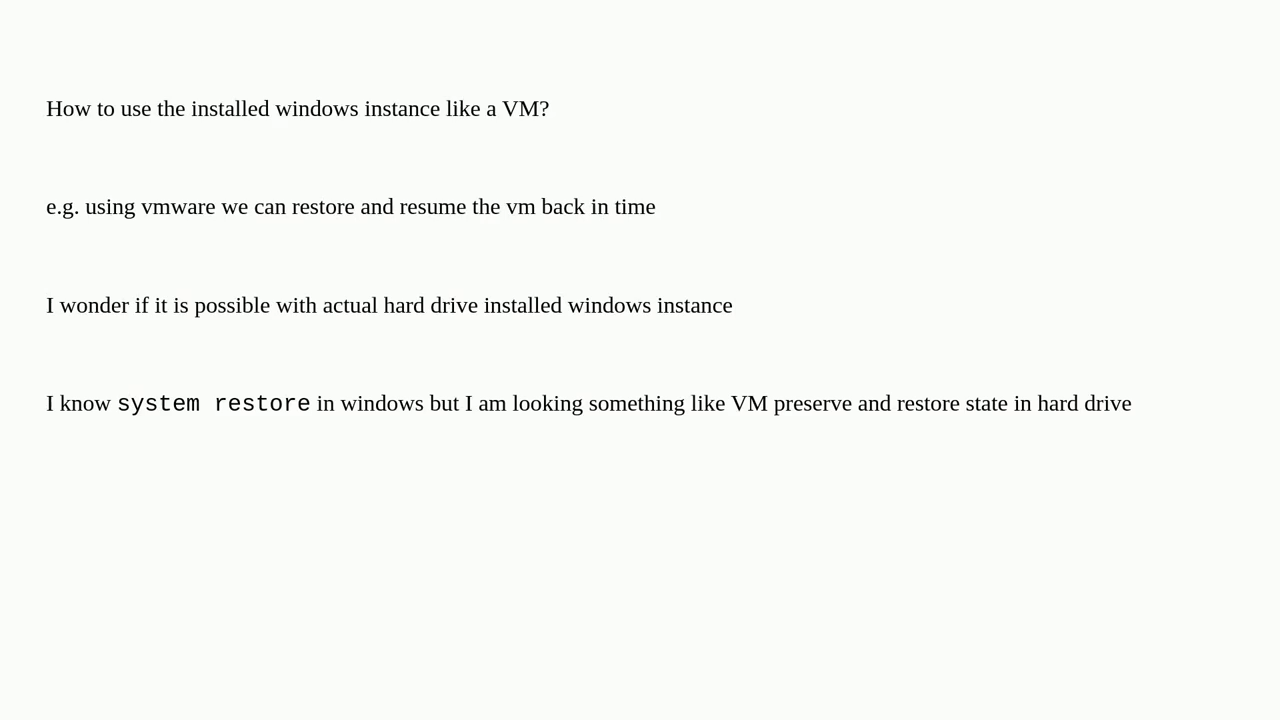 How to use the installed windows instance like a VM?
e.g. using vmware we can restore and resume the vm back in time
I wonder if it is possible with actual hard drive installed windows instance
I know system restore in windows but I am looking something like VM preserve and restore state in hard drive